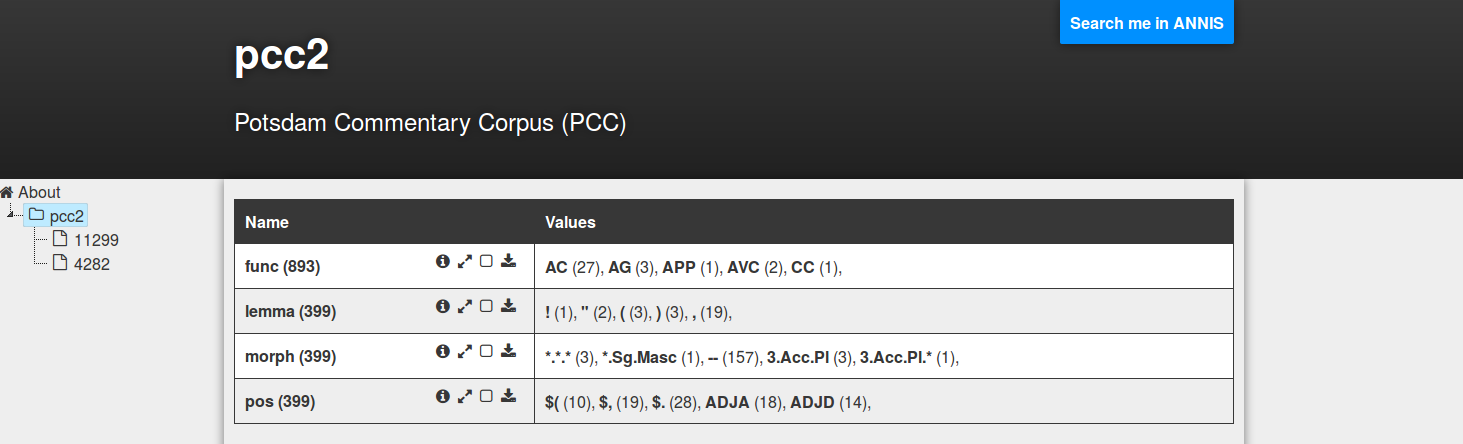 Search me in ANNIS
pcc2
Potsdam Commentary Corpus (PCC)
About
pcc2
11299
4282
Name Values
func (893) AC (27), AG (3), APP (1), AVC (2), CC (1),
lemma (399) ! (1), " (2), ( (3), ) (3), , (19),
morph (399) *.*.* (3), *.Sg.Masc (1), -- (157), 3.Acc.Pl (3), 3.Acc.Pl.* (1),
pos (399) $( (10), $, (19), $. (28), ADJA (18), ADJD (14),